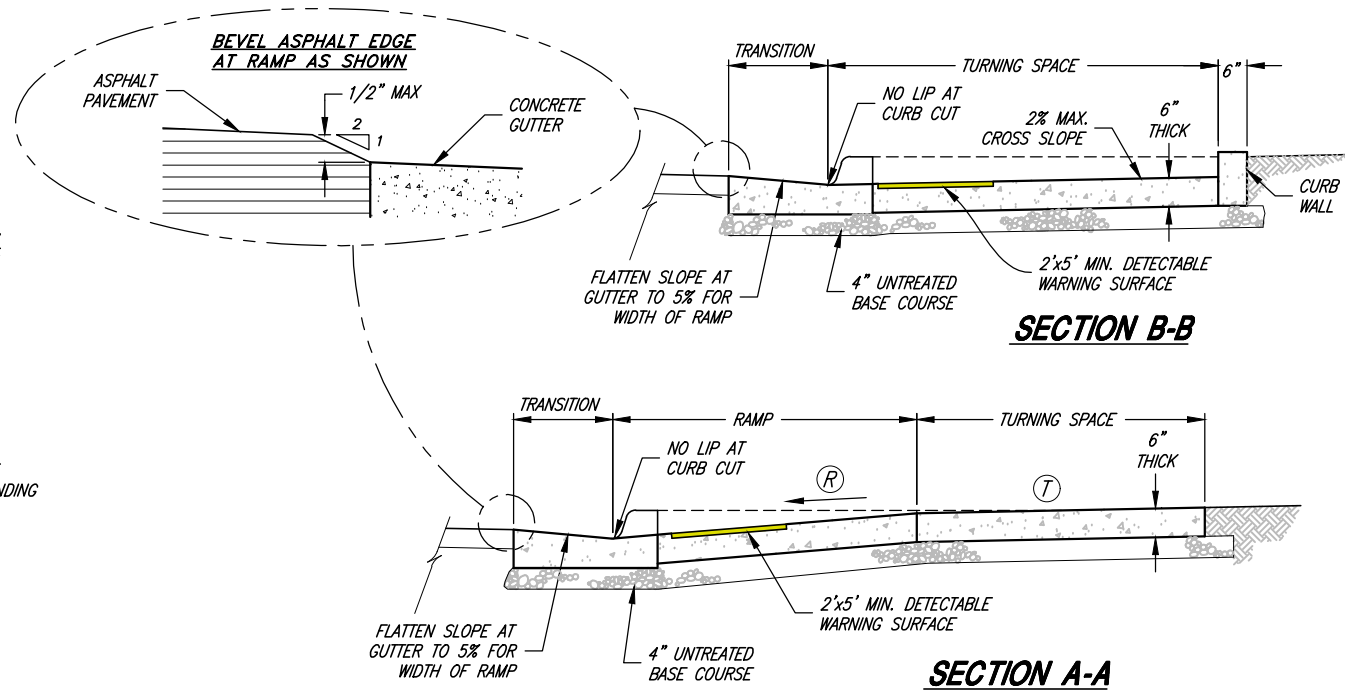 BEVEL ASPHALT EDGE
AT RAMP AS SHOWN
ASPHALT
PAVEMENT
1/2" MAX
2
1
CONCRETE
GUTTER
TRANSITION
TURNING SPACE
6"
NO LIP AT
CURB CUT
2% MAX.
CROSS SLOPE
6"
THICK
CURB
WALL
FLATTEN SLOPE AT
GUTTER TO 5% FOR
WIDTH OF RAMP
4" UNTREATED
BASE COURSE
2'x5' MIN. DETECTABLE
WARNING SURFACE
SECTION B-B
TRANSITION
RAMP
TURNING SPACE
NO LIP AT
CURB CUT
R
T
6"
THICK
NDING
FLATTEN SLOPE AT
GUTTER TO 5% FOR
WIDTH OF RAMP
4" UNTREATED
BASE COURSE
2'x5' MIN. DETECTABLE
WARNING SURFACE
SECTION A-A